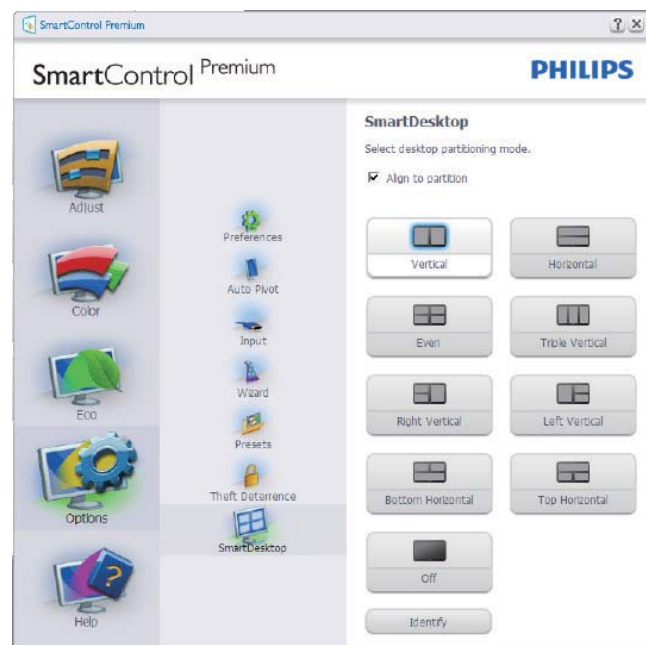 SmartControl Premium
SmartControl Premium
PHILIPS
Adjust
Color
Eco
Options
Help
Preferences
Auto Pivot
Input
Wizard
Presets
Theft Deterrence
SmartDesktop
SmartDesktop
Select desktop partitioning mode.
Align to partition
Vertical
Horizontal
Even
Triple Vertical
Right Vertical
Left Vertical
Bottom Horizontal
Top Horizontal
Off
Identify